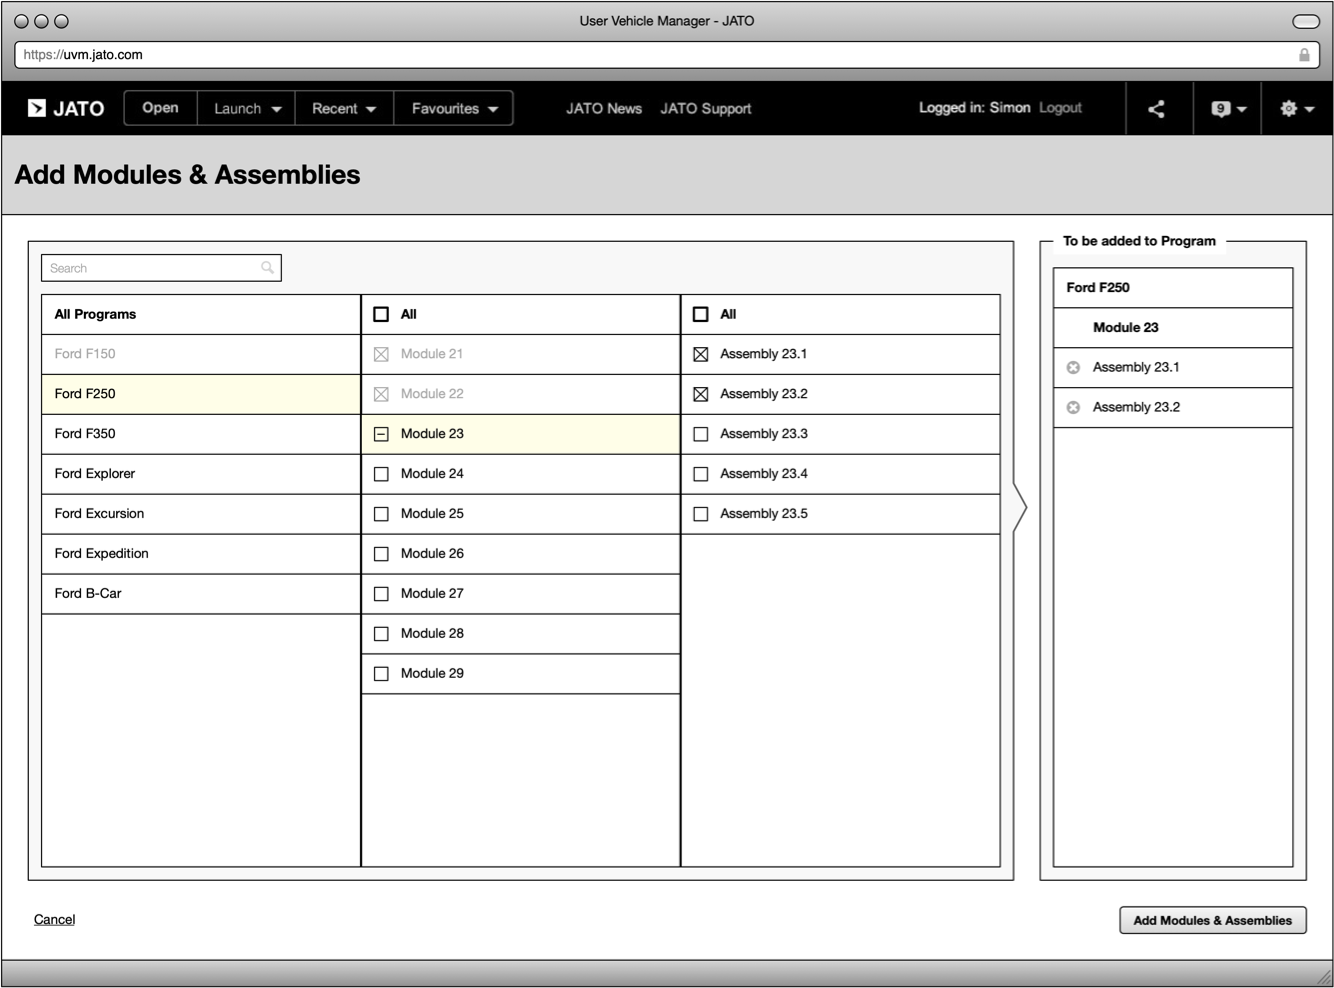 User Vehicle Manager - JATO
https://uvm.jato.com
JATO Open Launch Recent Favourites JATO News JATO Support Logged in: Simon Logout 9
Add Modules & Assemblies
Search
All Programs
Ford F150
Ford F250
Ford F350
Ford Explorer
Ford Excursion
Ford Expedition
Ford B-Car
All
Module 21
Module 22
Module 23
Module 24
Module 25
Module 26
Module 27
Module 28
Module 29
All
Assembly 23.1
Assembly 23.2
Assembly 23.3
Assembly 23.4
Assembly 23.5
To be added to Program
Ford F250
Module 23
Assembly 23.1
Assembly 23.2
Cancel
Add Modules & Assemblies